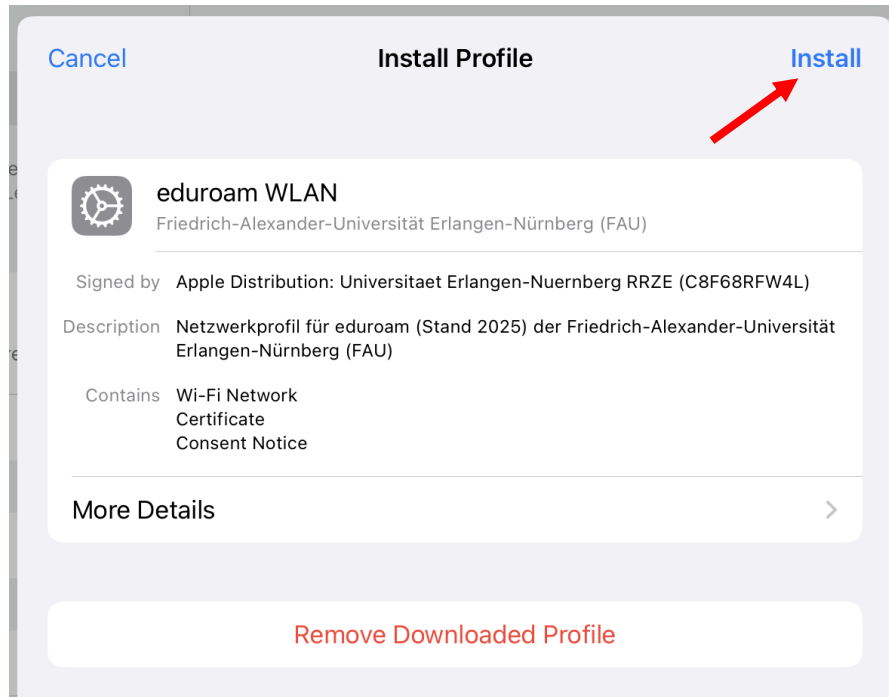 Cancel
Install Profile
Install
eduroam WLAN
Friedrich-Alexander-Universität Erlangen-Nürnberg (FAU)
Signed by Apple Distribution: Universitaet Erlangen-Nuernberg RRZE (C8F68RFW4L)
Description Netzwerkprofil für eduroam (Stand 2025) der Friedrich-Alexander-Universität
Erlangen-Nürnberg (FAU)
Contains Wi-Fi Network
Certificate
Consent Notice
More Details
Remove Downloaded Profile